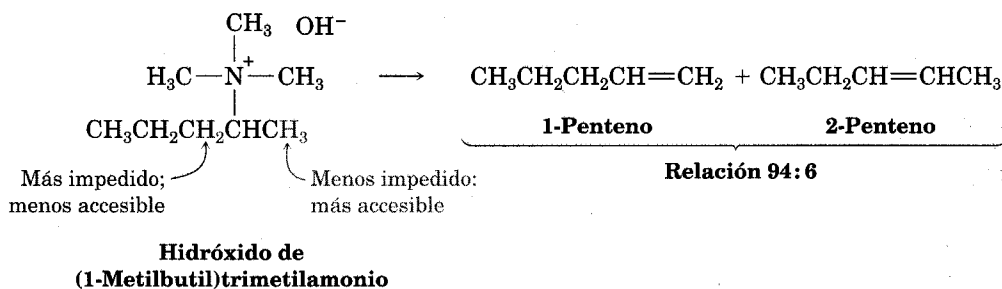 CH₃ OH⁻
H₃C—N⁺—CH₃ ⟶ CH₃CH₂CH₂CH=CH₂ + CH₃CH₂CH=CHCH₃
CH₃CH₂CH₂CHCH₃
1-Penteno 2-Penteno
Relación 94:6
Más impedido;
menos accesible
Menos impedido:
más accesible
Hidróxido de
(1-Metilbutil)trimetilamonio